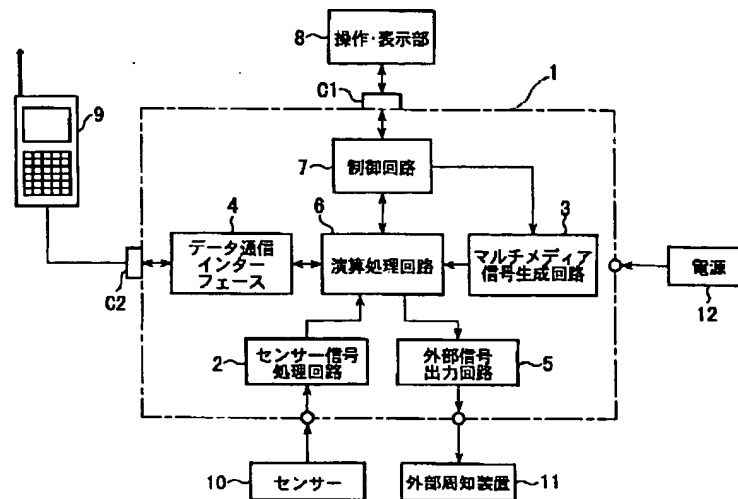 8
操作・表示部
C1
1
9
7
制御回路
4
データ通信
インター
フェース
6
演算処理回路
3
マルチメディア
信号生成回路
C2
電源
12
2
センサー信号
処理回路
外部信号
出力回路
5
10
センサー
外部周知装置
11